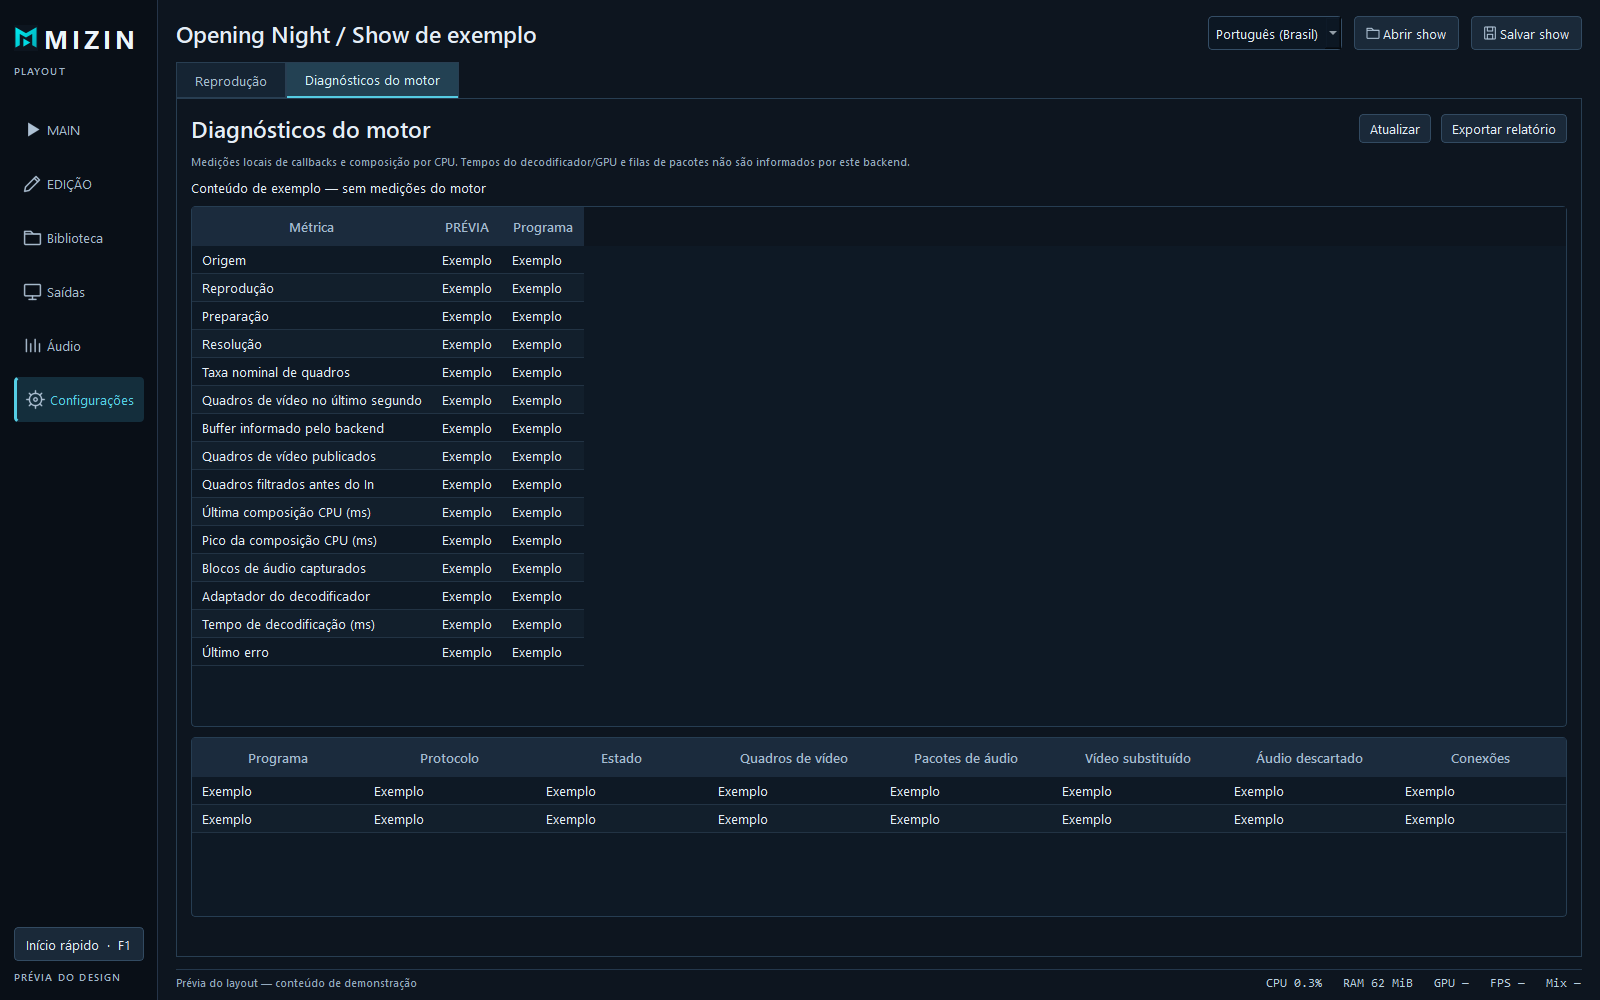 MIZIN
PLAYOUT
MAIN
EDIÇÃO
Biblioteca
Saídas
Áudio
Configurações
Início rápido · F1
PRÉVIA DO DESIGN
Opening Night / Show de exemplo
Português (Brasil)
Abrir show
Salvar show
Reprodução
Diagnósticos do motor
Diagnósticos do motor
Atualizar
Exportar relatório
Medições locais de callbacks e composição por CPU. Tempos do decodificador/GPU e filas de pacotes não são informados por este backend.
Conteúdo de exemplo — sem medições do motor
Métrica PRÉVIA Programa
Origem Exemplo Exemplo
Reprodução Exemplo Exemplo
Preparação Exemplo Exemplo
Resolução Exemplo Exemplo
Taxa nominal de quadros Exemplo Exemplo
Quadros de vídeo no último segundo Exemplo Exemplo
Buffer informado pelo backend Exemplo Exemplo
Quadros de vídeo publicados Exemplo Exemplo
Quadros filtrados antes do In Exemplo Exemplo
Última composição CPU (ms) Exemplo Exemplo
Pico da composição CPU (ms) Exemplo Exemplo
Blocos de áudio capturados Exemplo Exemplo
Adaptador do decodificador Exemplo Exemplo
Tempo de decodificação (ms) Exemplo Exemplo
Último erro Exemplo Exemplo
Programa Protocolo Estado Quadros de vídeo Pacotes de áudio Vídeo substituído Áudio descartado Conexões
Exemplo Exemplo Exemplo Exemplo Exemplo Exemplo Exemplo Exemplo
Exemplo Exemplo Exemplo Exemplo Exemplo Exemplo Exemplo Exemplo
Prévia do layout — conteúdo de demonstração
CPU 0.3% RAM 62 MiB GPU — FPS — Mix —